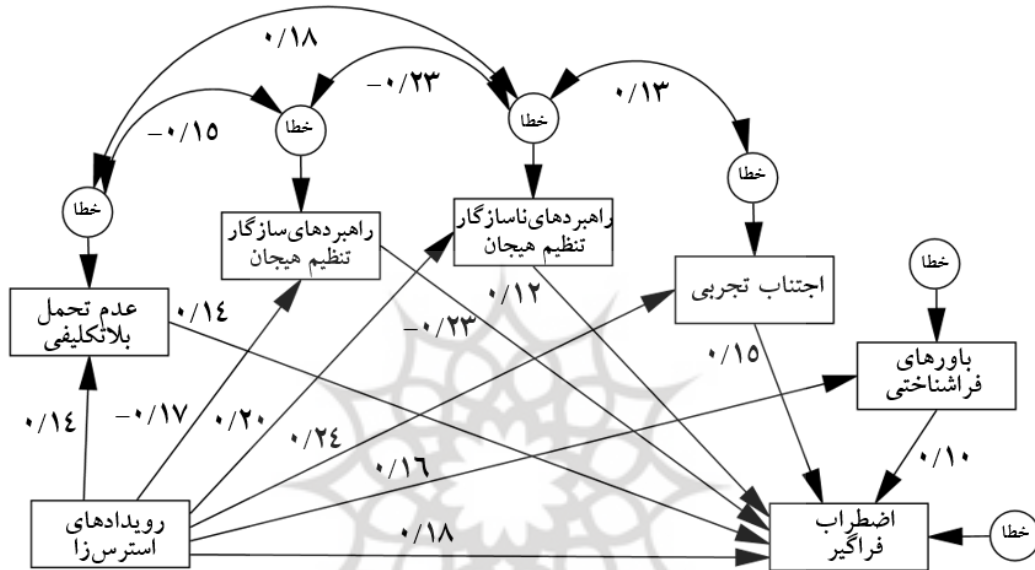 ۰/۱۸
-۰/۲۳
۰/۱۳
-۰/۱۵
خطا
خطا
خطا
خطا
خطا
راهبردهای سازگار
تنظیم هیجان
راهبردهای ناسازگار
تنظیم هیجان
اجتناب تجربی
عدم تحمل
بلاتکلیفی
باورهای
فراشناختی
۰/۱۴
۰/۱۲
-۰/۲۳
۰/۱۵
۰/۱۴
-۰/۱۷
۰/۲۰
۰/۲۴
۰/۱۶
۰/۱۰
رویدادهای
استرس‌زا
۰/۱۸
اضطراب
فراگیر
خطا